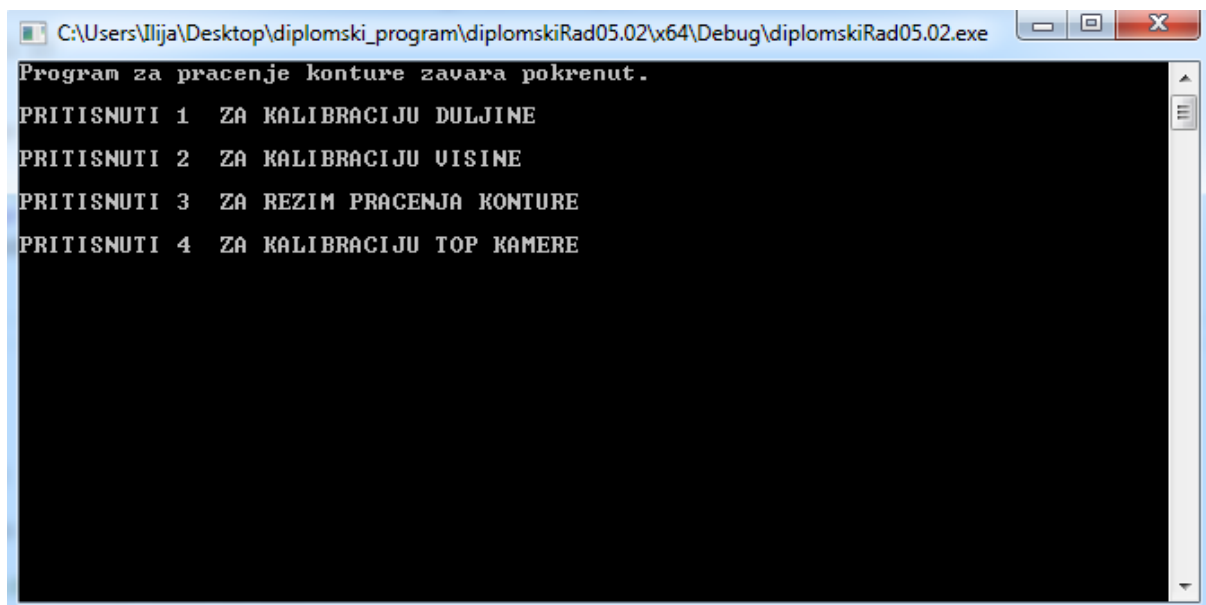 C:\Users\Ilija\Desktop\diplomski_program\diplomskiRad05.02\x64\Debug\diplomskiRad05.02.exe
Program za pracenje konture zavara pokrenut.
PRITISNUTI 1  ZA KALIBRACIJU DULJINE
PRITISNUTI 2  ZA KALIBRACIJU VISINE
PRITISNUTI 3  ZA REZIM PRACENJA KONTURE
PRITISNUTI 4  ZA KALIBRACIJU TOP KAMERE